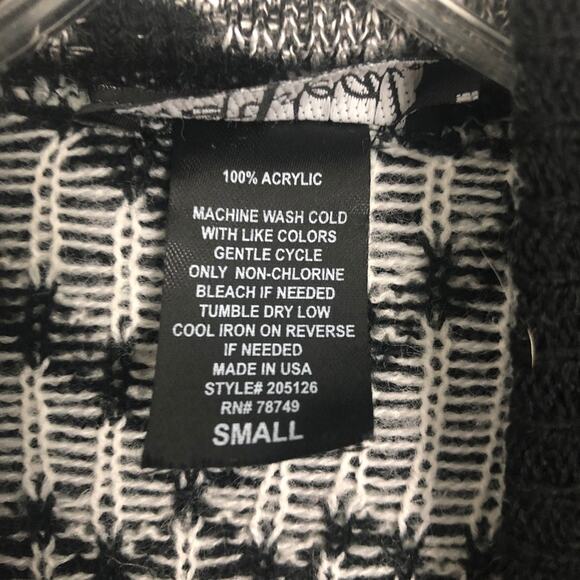 100% ACRYLIC
MACHINE WASH COLD
WITH LIKE COLORS
GENTLE CYCLE
ONLY NON-CHLORINE
BLEACH IF NEEDED
TUMBLE DRY LOW
COOL IRON ON REVERSE
IF NEEDED
MADE IN USA
STYLE# 205126
RN# 78749
SMALL